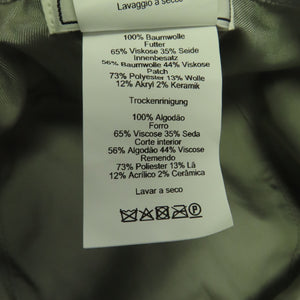 Lavaggio a secco
100% Baumwolle
Futter
65% Viskose 35% Seide
Innenbesatz
56% Baumwolle 44% Viskose
Patch
73% Polyester 13% Wolle
12% Akryl 2% Keramik
Trockenrinigung
100% Algodão
Forro
65% Viscose 35% Seda
Corte interior
56% Algodão 44% Viscose
Remendo
73% Poliester 13% Lã
12% Acrílico 2% Cerâmica
Lavar a seco
P